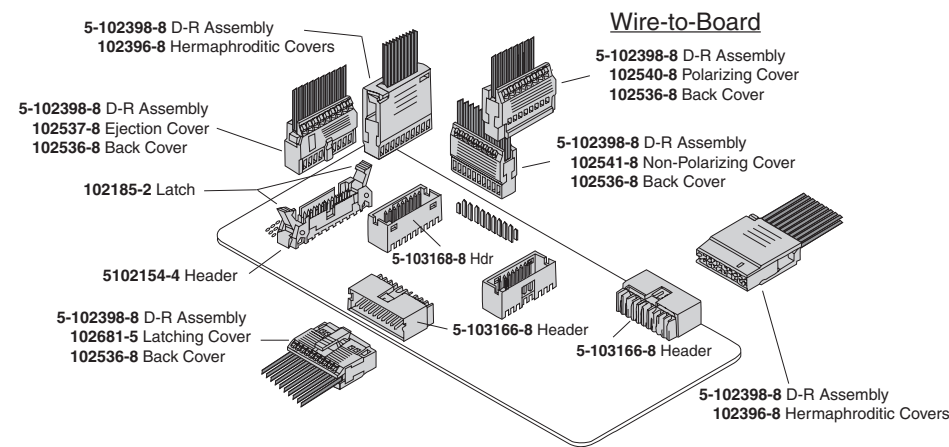 Wire-to-Board
5-102398-8 D-R Assembly
102396-8 Hermaphroditic Covers
5-102398-8 D-R Assembly
102540-8 Polarizing Cover
102536-8 Back Cover
5-102398-8 D-R Assembly
102537-8 Ejection Cover
102536-8 Back Cover
5-102398-8 D-R Assembly
102541-8 Non-Polarizing Cover
102536-8 Back Cover
102185-2 Latch
5-103168-8 Hdr
5102154-4 Header
5-102398-8 D-R Assembly
102681-5 Latching Cover
102536-8 Back Cover
5-103166-8 Header
5-103166-8 Header
5-102398-8 D-R Assembly
102396-8 Hermaphroditic Covers